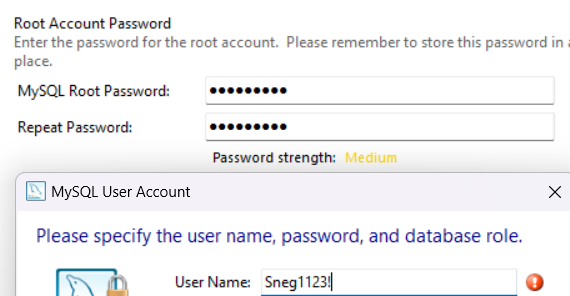 Root Account Password
Enter the password for the root account.  Please remember to store this password in a
place.
MySQL Root Password: •••••••••
Repeat Password: •••••••••
Password strength: Medium
MySQL User Account
Please specify the user name, password, and database role.
User Name: Sneg1123!